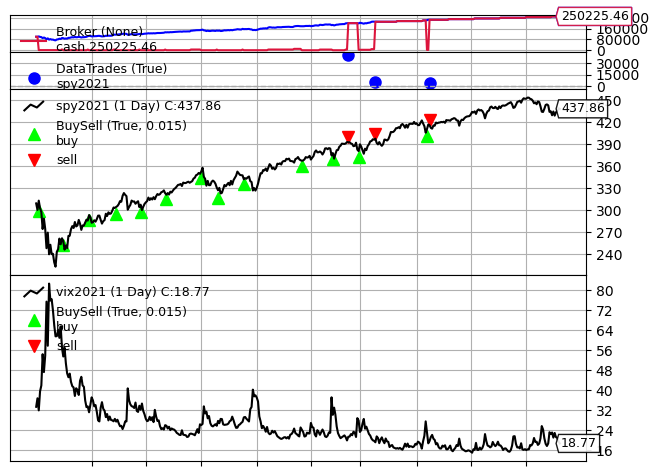 Broker (None)
cash 250225.46
250225.46
160000
80000
0
DataTrades (True)
spy2021
30000
15000
0
spy2021 (1 Day) C:437.86
BuySell (True, 0.015)
buy
sell
437.86
450
420
390
360
330
300
270
240
vix2021 (1 Day) C:18.77
BuySell (True, 0.015)
buy
sell
80
72
64
56
48
40
32
24
18.77
16